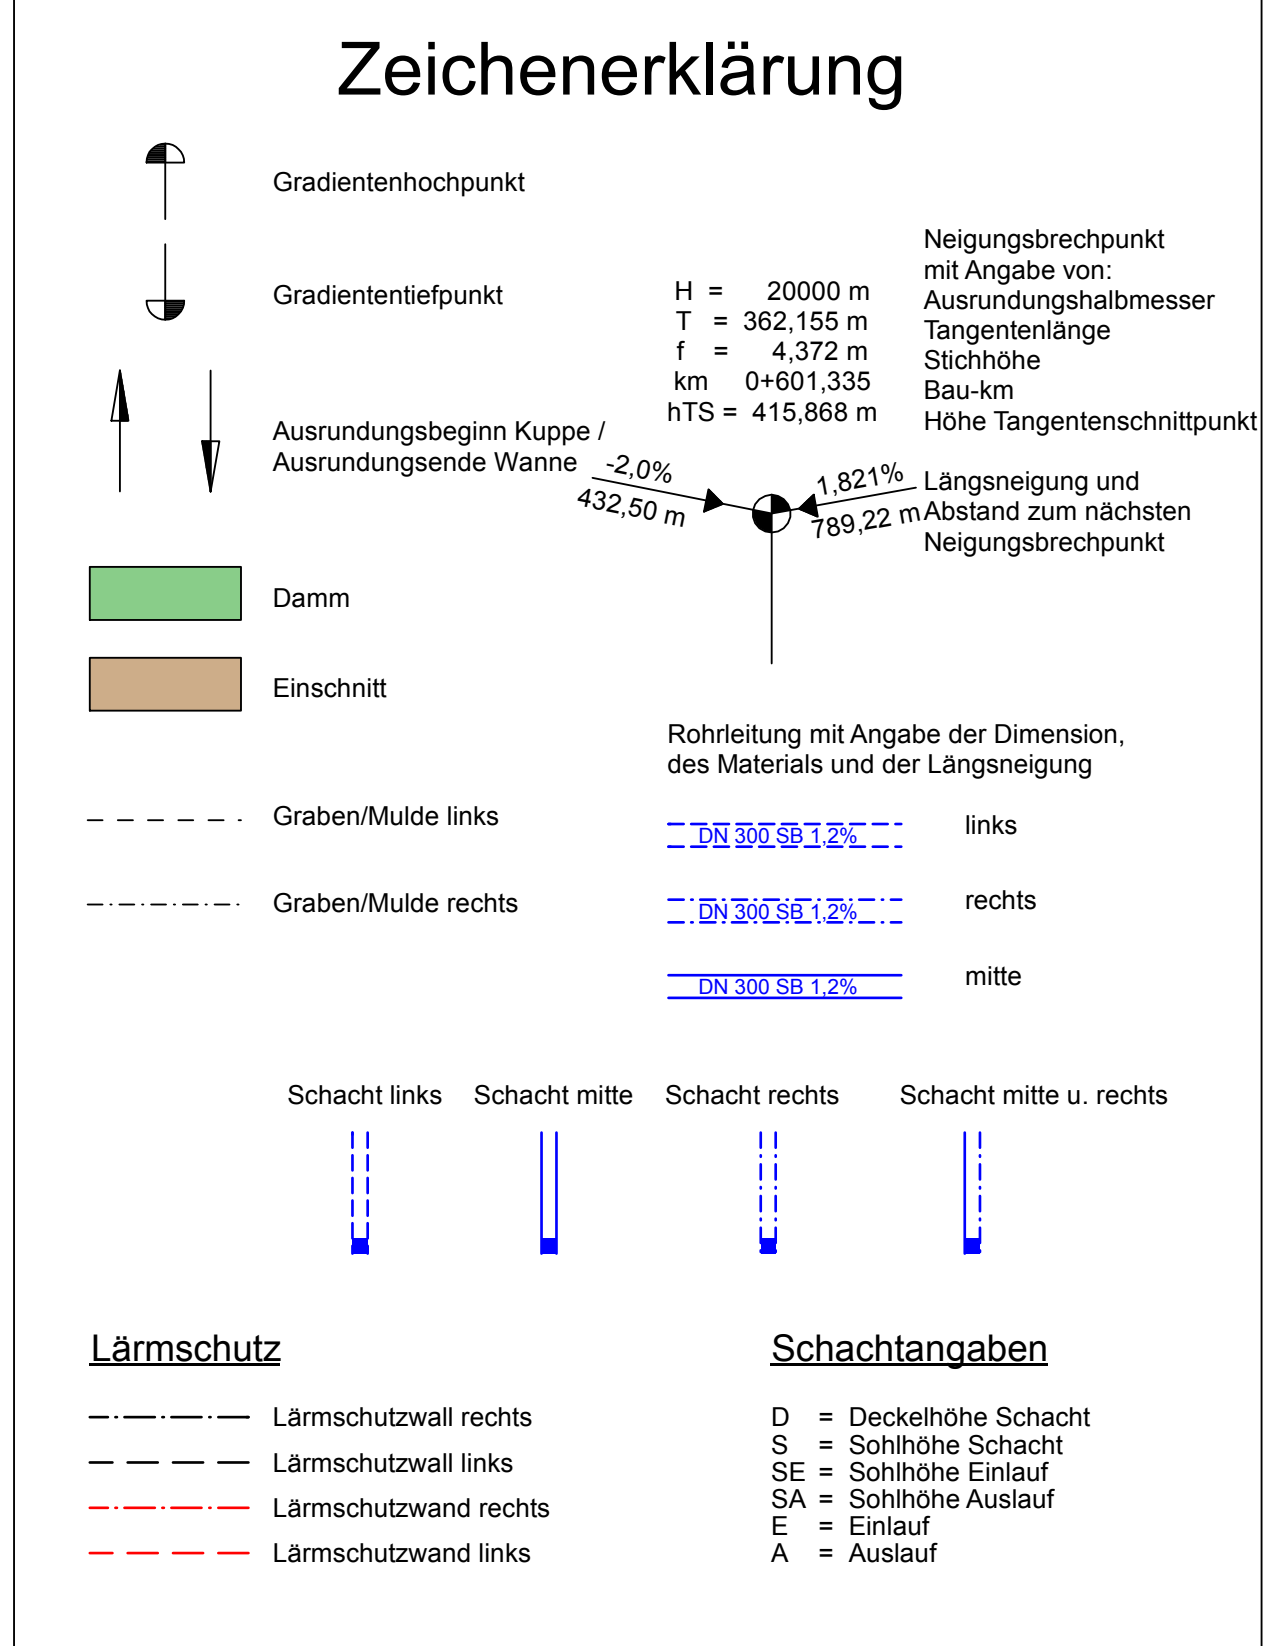 Zeichenerklärung
Gradientenhochpunkt
Gradiententiefpunkt
Ausrundungsbeginn Kuppe /
Ausrundungsende Wanne
H = 20000 m
T = 362,155 m
f = 4,372 m
km 0+601,335
hTS = 415,868 m
Neigungsbrechpunkt
mit Angabe von:
Ausrundungshalbmesser
Tangentenlänge
Stichhöhe
Bau-km
Höhe Tangentenschnittpunkt
-2,0%
432,50 m
1,821%
789,22 m
Längsneigung und
Abstand zum nächsten
Neigungsbrechpunkt
Damm
Einschnitt
Graben/Mulde links
Graben/Mulde rechts
Rohrleitung mit Angabe der Dimension,
des Materials und der Längsneigung
DN 300 SB 1,2% links
DN 300 SB 1,2% rechts
DN 300 SB 1,2% mitte
Schacht links Schacht mitte Schacht rechts Schacht mitte u. rechts
Lärmschutz
Lärmschutzwall rechts
Lärmschutzwall links
Lärmschutzwand rechts
Lärmschutzwand links
Schachtangaben
D = Deckelhöhe Schacht
S = Sohlhöhe Schacht
SE = Sohlhöhe Einlauf
SA = Sohlhöhe Auslauf
E = Einlauf
A = Auslauf